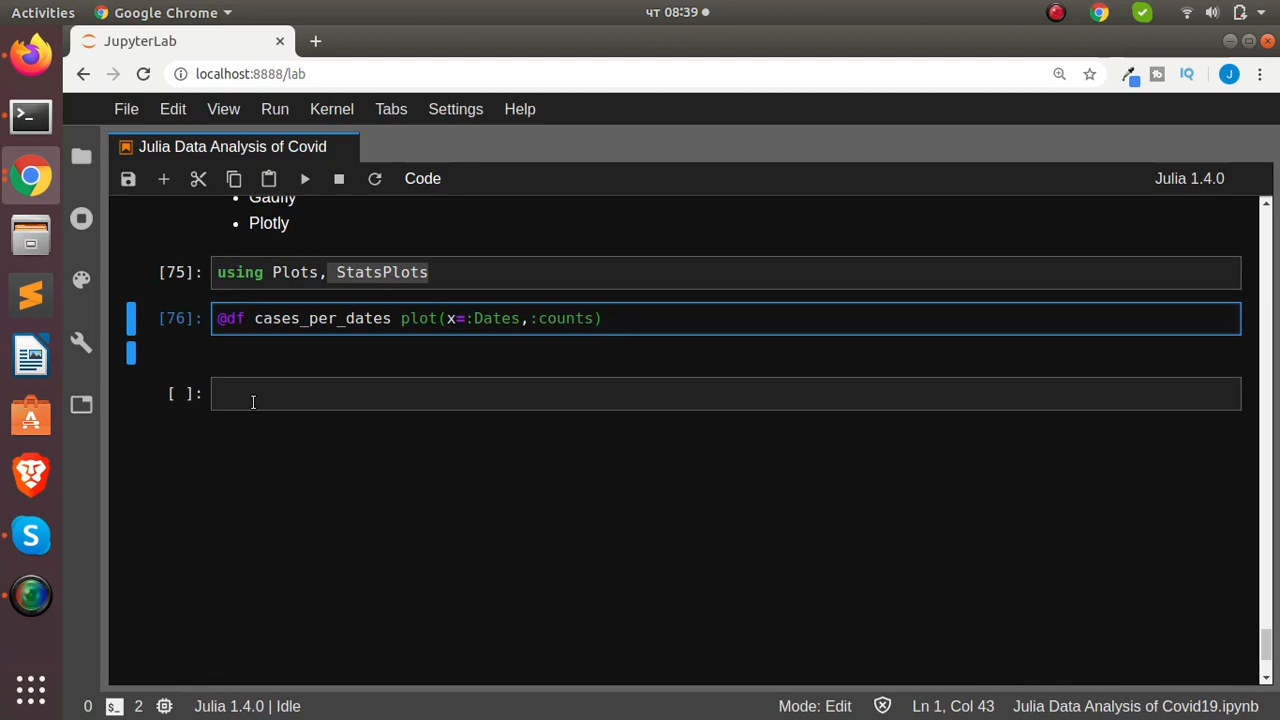 Activities Google Chrome чт 08:39
JupyterLab
localhost:8888/lab
IQ J
File Edit View Run Kernel Tabs Settings Help
Julia Data Analysis of Covid
Code Julia 1.4.0
Gadfly
Plotly
[75]: using Plots, StatsPlots
[76]: @df cases_per_dates plot(x=:Dates,:counts)
[ ]:
0 $_ 2 Julia 1.4.0 | Idle Mode: Edit Ln 1, Col 43 Julia Data Analysis of Covid19.ipynb